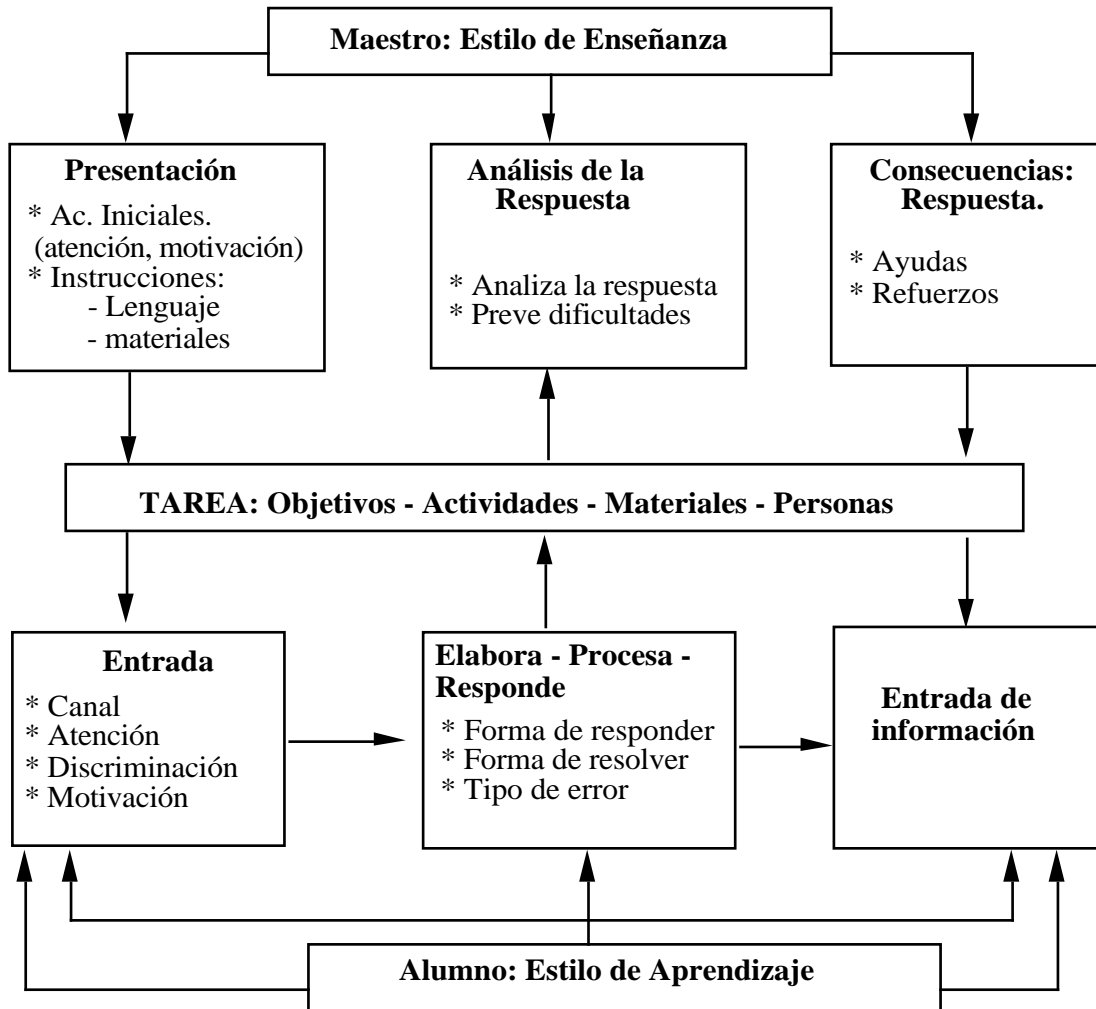 Maestro: Estilo de Enseñanza
Presentación
* Ac. Iniciales.
(atención, motivación)
* Instrucciones:
- Lenguaje
- materiales
Análisis de la
Respuesta
* Analiza la respuesta
* Preve dificultades
Consecuencias:
Respuesta.
* Ayudas
* Refuerzos
TAREA: Objetivos - Actividades - Materiales - Personas
Entrada
* Canal
* Atención
* Discriminación
* Motivación
Elabora - Procesa -
Responde
* Forma de responder
* Forma de resolver
* Tipo de error
Entrada de
información
Alumno: Estilo de Aprendizaje